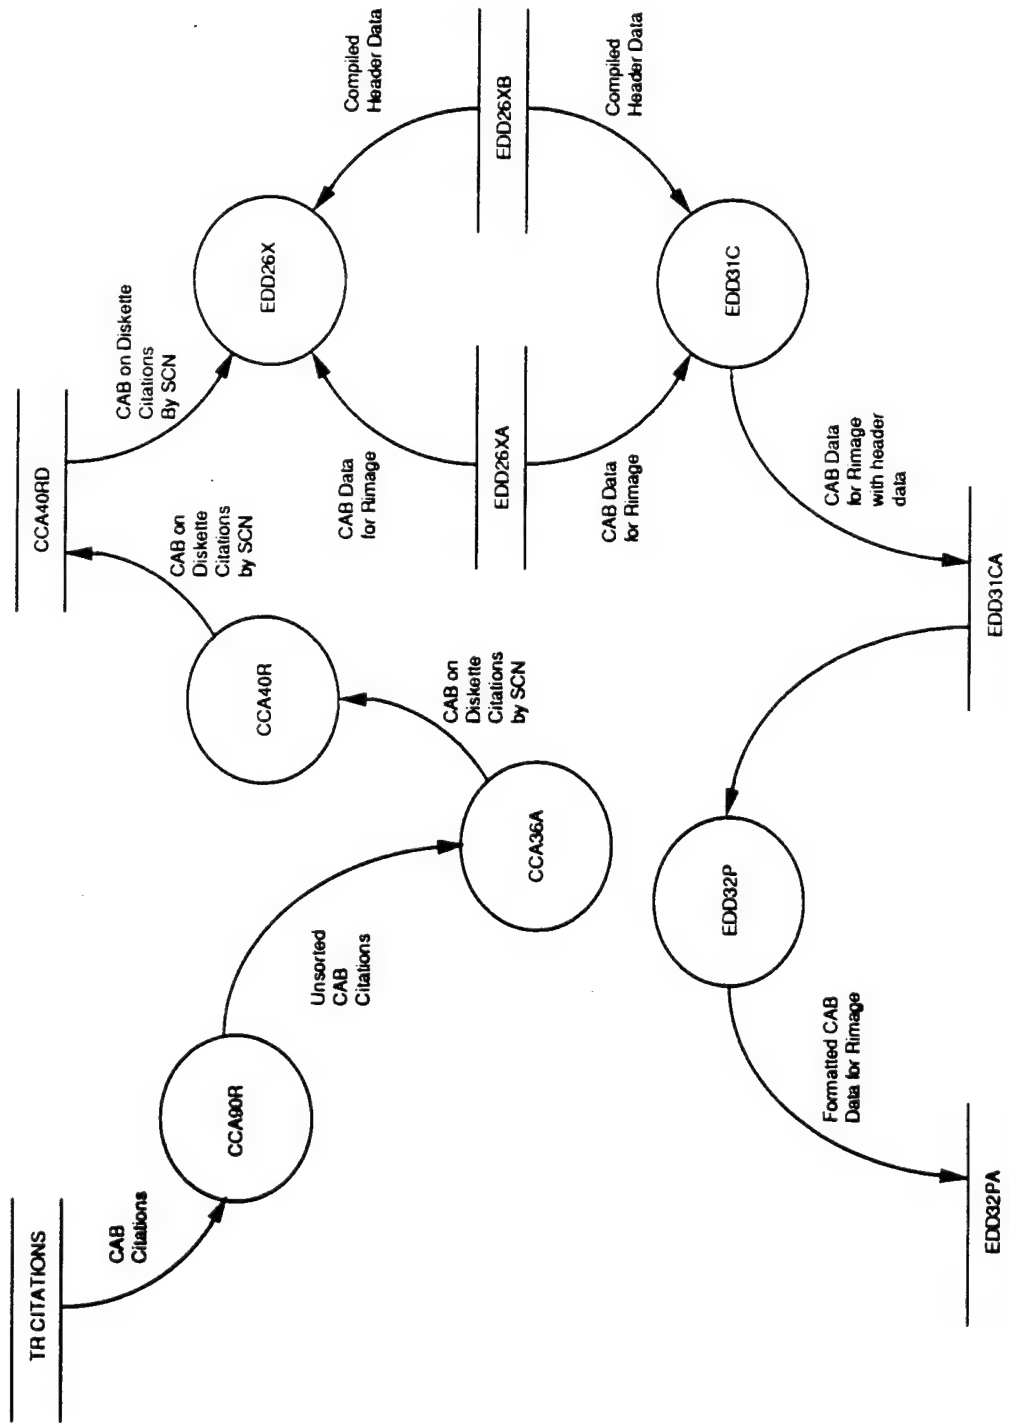 TR CITATIONS
CAB
Citations
CCA90R
Unsorted
CAB
Citations
CCA36A
CAB on
Diskette
Citations
by SCN
CCA40R
CAB on
Diskette
Citations
by SCN
CCA40RD
CAB on Diskette
Citations
By SCN
EDD26X
Compiled
Header Data
EDD26XB
CAB Data
for Rimage
EDD26XA
CAB Data
for Rimage
Compiled
Header Data
EDD31C
CAB Data
for Rimage
with header
data
EDD31CA
EDD32P
Formatted CAB
Data for Rimage
EDD32PA